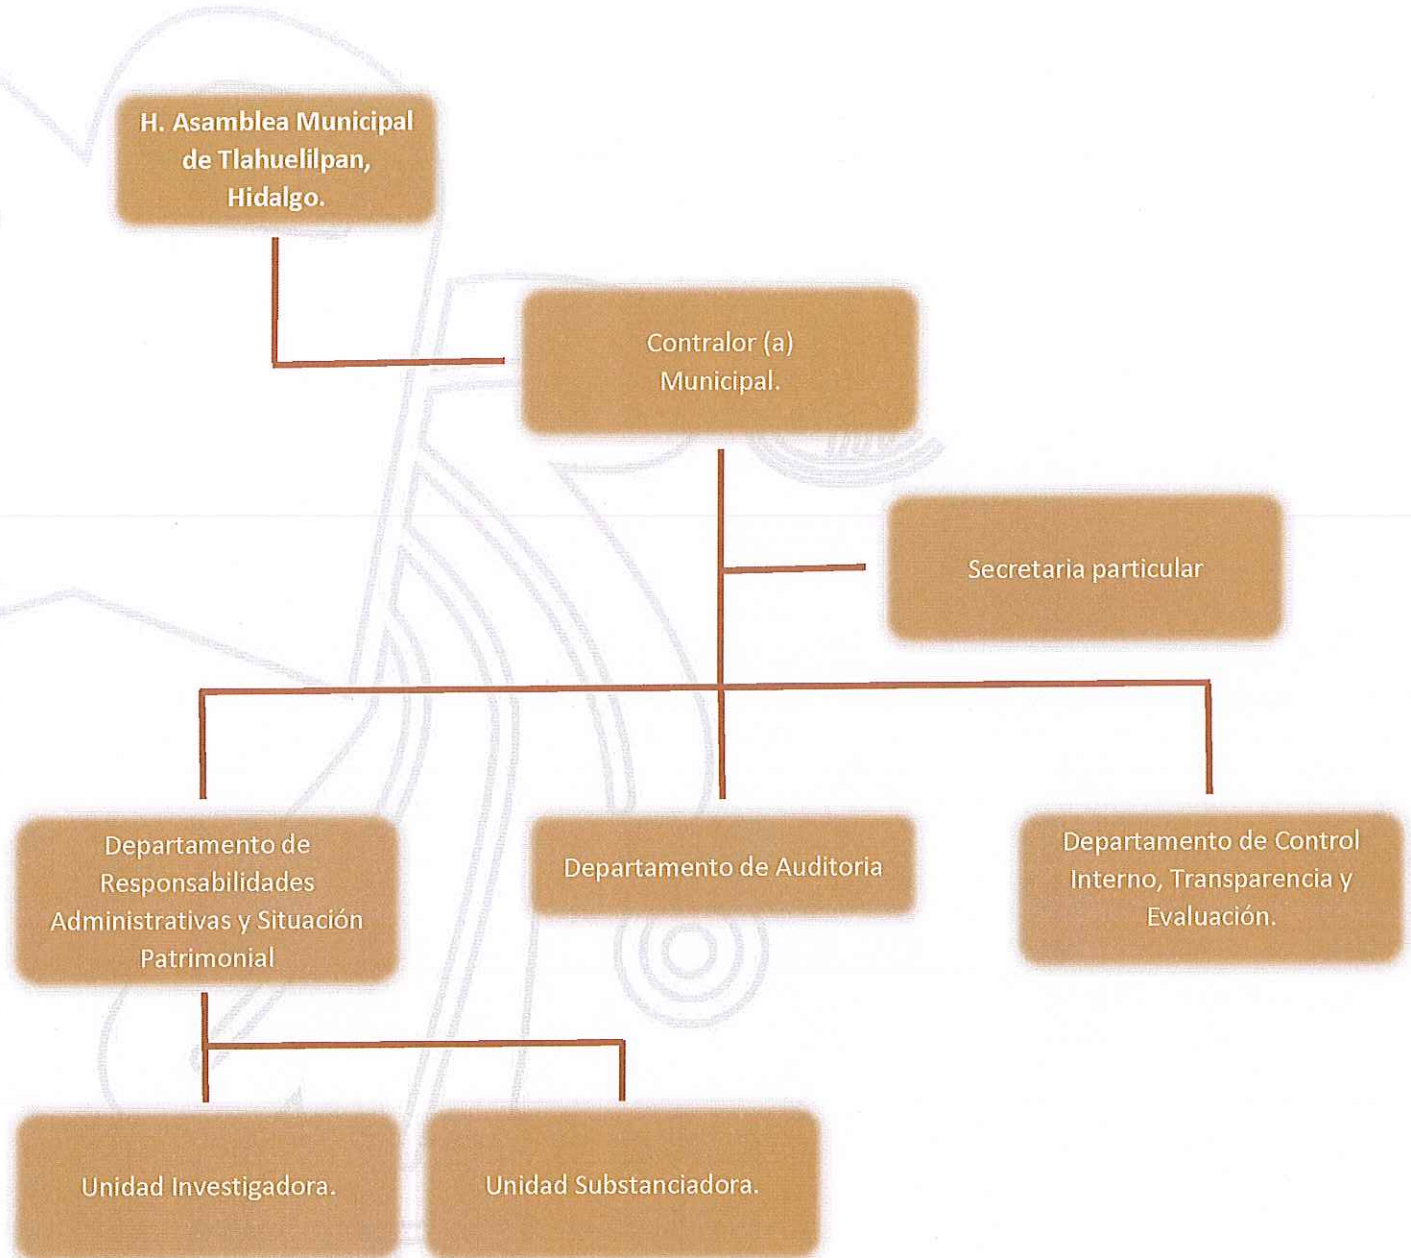 H. Asamblea Municipal
de Tlahuelilpan,
Hidalgo.
Contralor (a)
Municipal.
Secretaria particular
Departamento de
Responsabilidades
Administrativas y Situación
Patrimonial
Departamento de Auditoria
Departamento de Control
Interno, Transparencia y
Evaluación.
Unidad Investigadora.
Unidad Substanciadora.